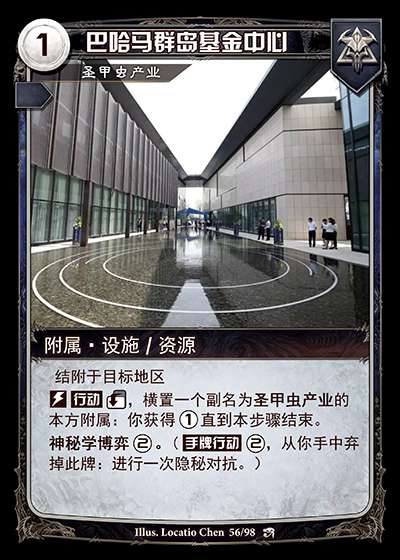 1
巴哈马群岛基金中心
圣甲虫产业
附属·设施 / 资源
结附于目标地区
行动 ，横置一个副名为圣甲虫产业的
本方附属：你获得①直到本步骤结束。
神秘学博弈②。（手牌行动②，从你手中弃
掉此牌：进行一次隐秘对抗。）
Illus. Locatio Chen 56/98